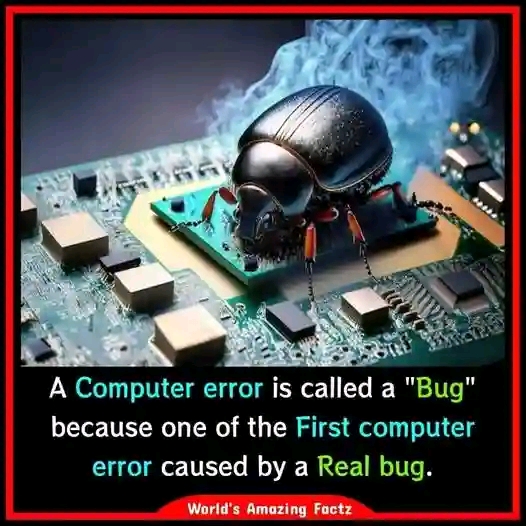 A Computer error is called a "Bug"
because one of the First computer
error caused by a Real bug.
World's Amazing Factz